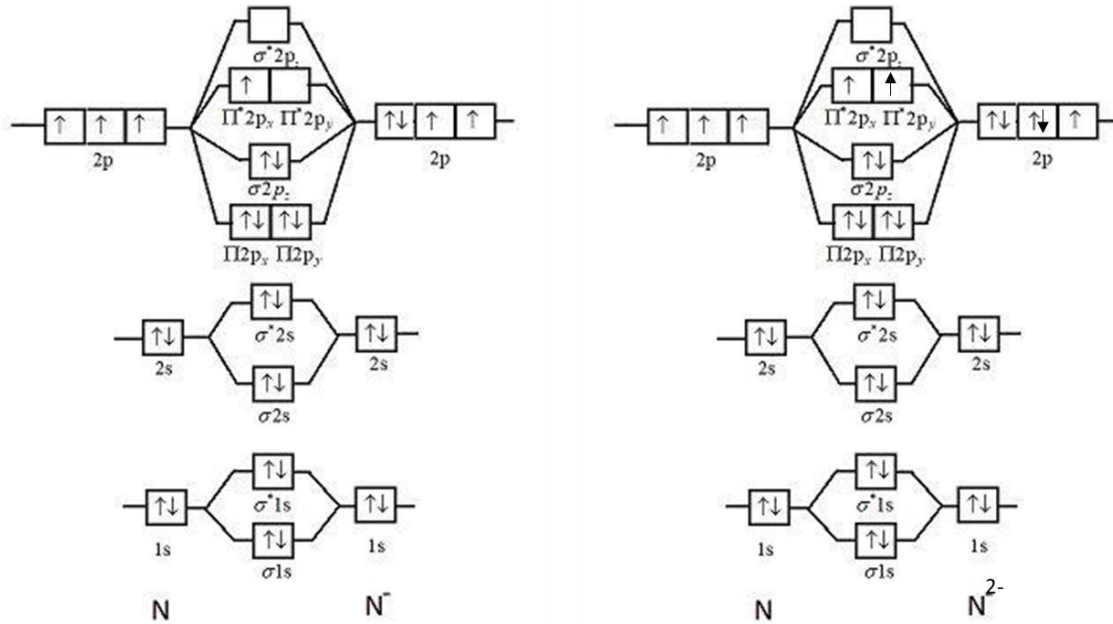 σ*2pz
Π*2px Π*2py
2p
2p
σ2pz
Π2px Π2py
σ*2s
2s
2s
σ2s
σ*1s
1s
1s
σ1s
N
N⁻
σ*2pz
Π*2px Π*2py
2p
2p
σ2pz
Π2px Π2py
σ*2s
2s
2s
σ2s
σ*1s
1s
1s
σ1s
N
N²⁻